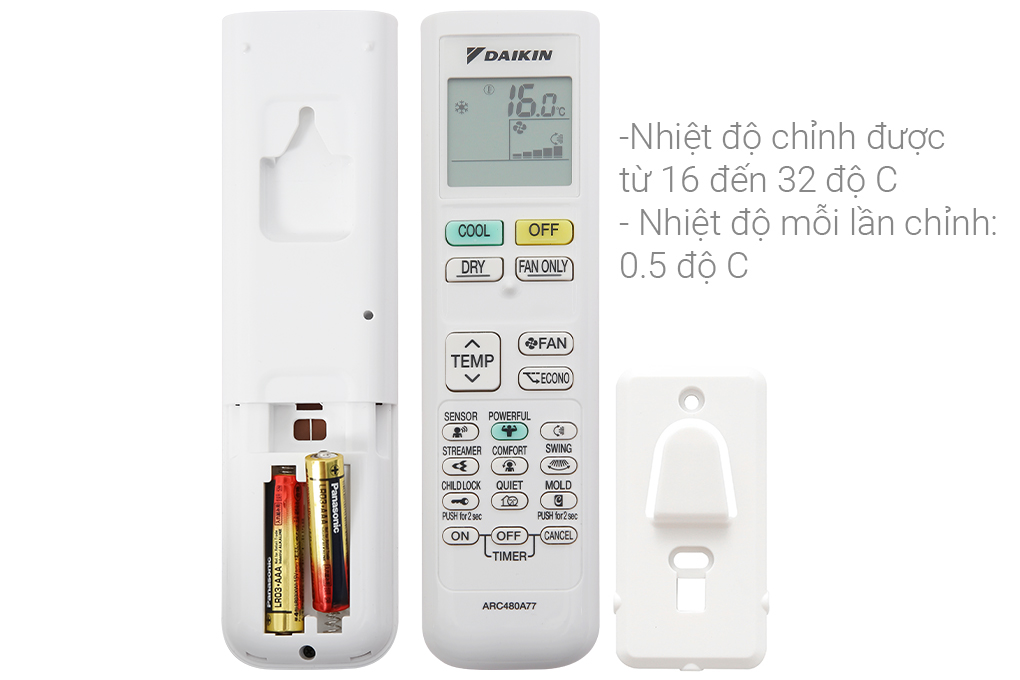 DAIKIN
16.0°C
COOL
OFF
DRY
FAN ONLY
TEMP
FAN
ECONO
SENSOR
POWERFUL
STREAMER
COMFORT
SWING
CHILD LOCK
QUIET
MOLD
PUSH for 2 sec
PUSH for 2 sec
ON
OFF
CANCEL
TIMER
ARC480A77
Panasonic
LR03•AAA
ALKALINE
Panasonic
-Nhiệt độ chỉnh được
từ 16 đến 32 độ C
- Nhiệt độ mỗi lần chỉnh:
0.5 độ C